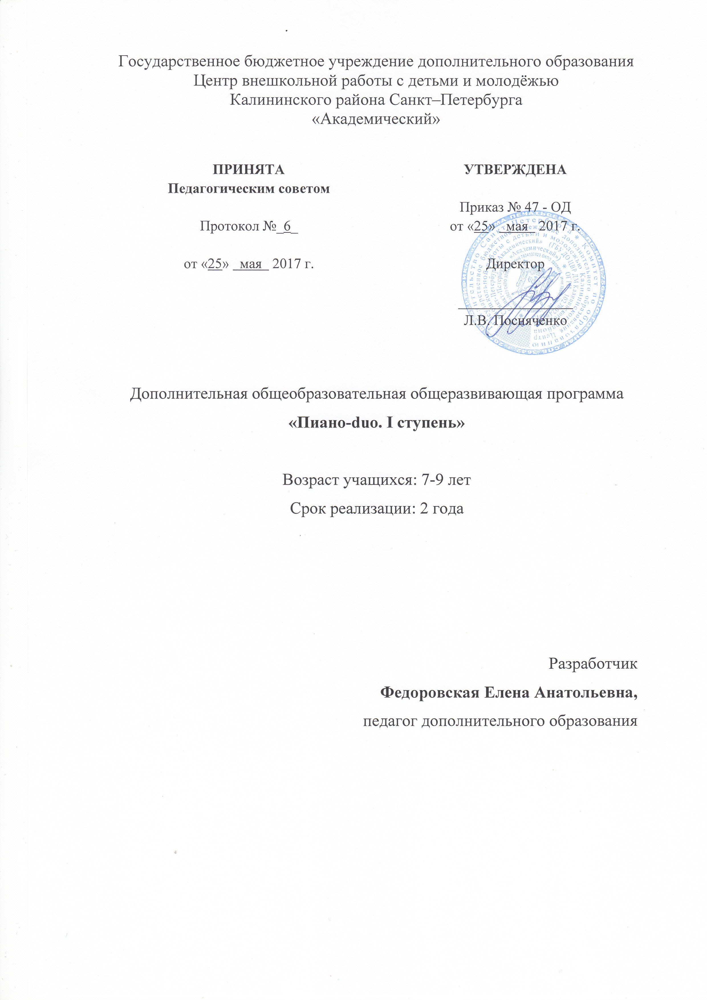 Государственное бюджетное учреждение дополнительного образования
Центр внешкольной работы с детьми и молодёжью
Калининского района Санкт–Петербурга
«Академический»
ПРИНЯТА
Педагогическим советом
Протокол №_6_
от «25» _мая_ 2017 г.
УТВЕРЖДЕНА
Приказ № 47 - ОД
от «25» _мая_ 2017 г.
Директор
Л.В. Посняченко
Дополнительная общеобразовательная общеразвивающая программа
«Пиано-duo. I ступень»
Возраст учащихся: 7-9 лет
Срок реализации: 2 года
Разработчик
Федоровская Елена Анатольевна,
педагог дополнительного образования